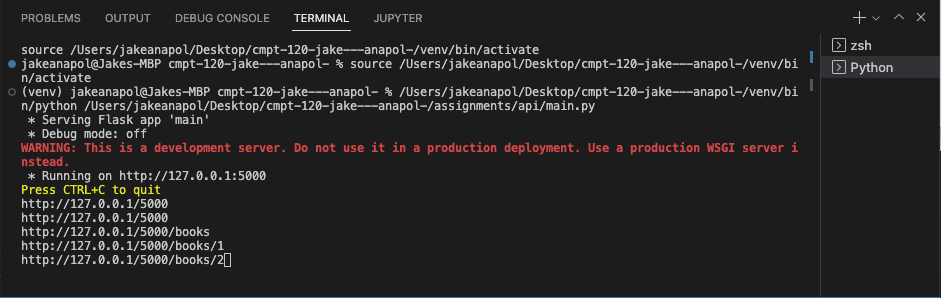 PROBLEMS OUTPUT DEBUG CONSOLE TERMINAL JUPYTER
source /Users/jakeanapol/Desktop/cmpt-120-jake---anapol-/venv/bin/activate
jakeanapol@Jakes-MBP cmpt-120-jake---anapol- % source /Users/jakeanapol/Desktop/cmpt-120-jake---anapol-/venv/bi
n/activate
(venv) jakeanapol@Jakes-MBP cmpt-120-jake---anapol- % /Users/jakeanapol/Desktop/cmpt-120-jake---anapol-/venv/bi
n/python /Users/jakeanapol/Desktop/cmpt-120-jake---anapol-/assignments/api/main.py
* Serving Flask app 'main'
* Debug mode: off
WARNING: This is a development server. Do not use it in a production deployment. Use a production WSGI server i
nstead.
* Running on http://127.0.0.1:5000
Press CTRL+C to quit
http://127.0.0.1/5000
http://127.0.0.1/5000
http://127.0.0.1/5000/books
http://127.0.0.1/5000/books/1
http://127.0.0.1/5000/books/2
zsh
Python